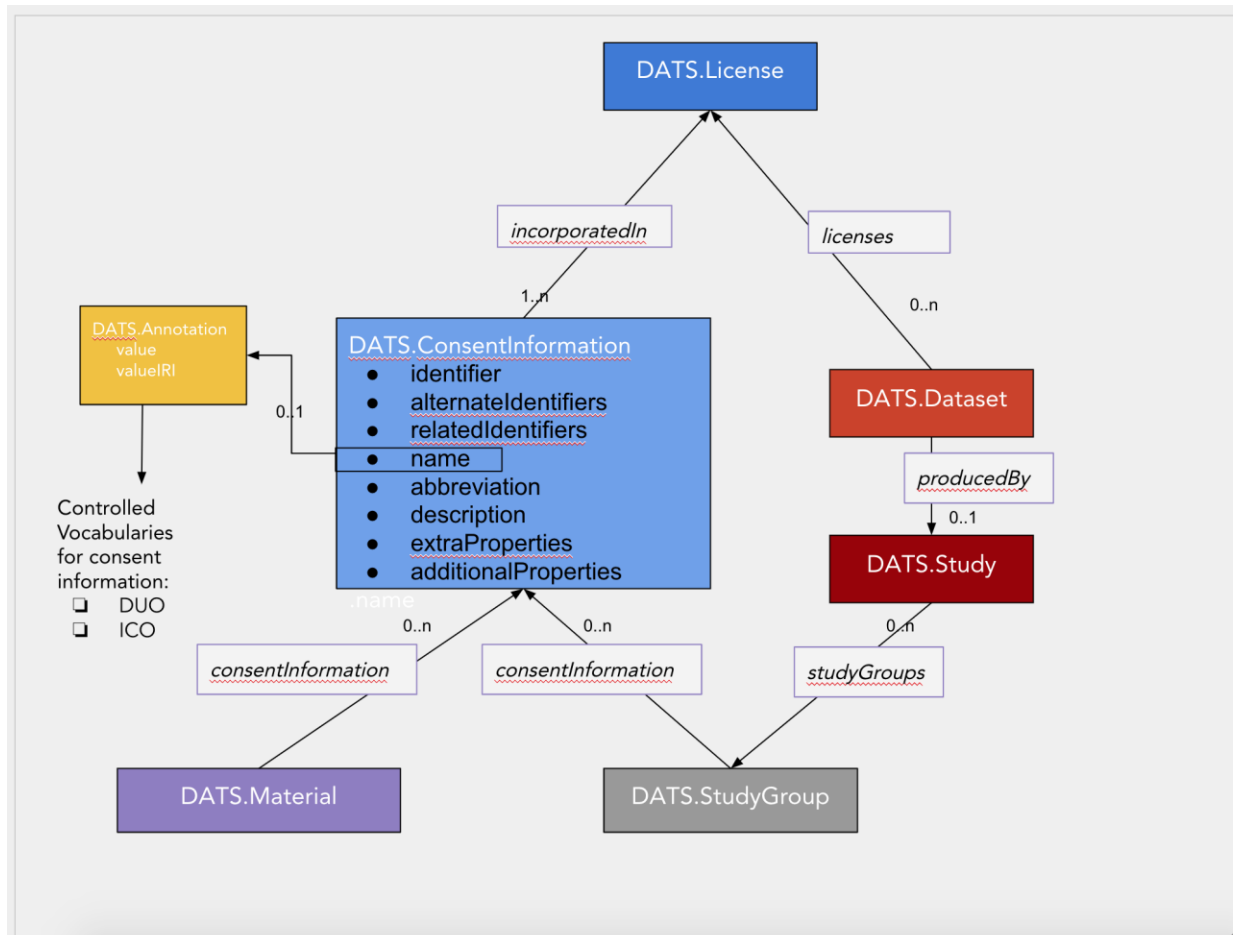 DATS.License
incorporatedIn
licenses
1..n
0..n
DATS.Annotation
value
valueIRI
0..1
DATS.ConsentInformation
● identifier
● alternateIdentifiers
● relatedIdentifiers
● name
● abbreviation
● description
● extraProperties
● additionalProperties
.name
DATS.Dataset
producedBy
0..1
DATS.Study
Controlled
Vocabularies
for consent
information:
❏ DUO
❏ ICO
0..n
0..n
0..n
consentInformation
consentInformation
studyGroups
DATS.Material
DATS.StudyGroup